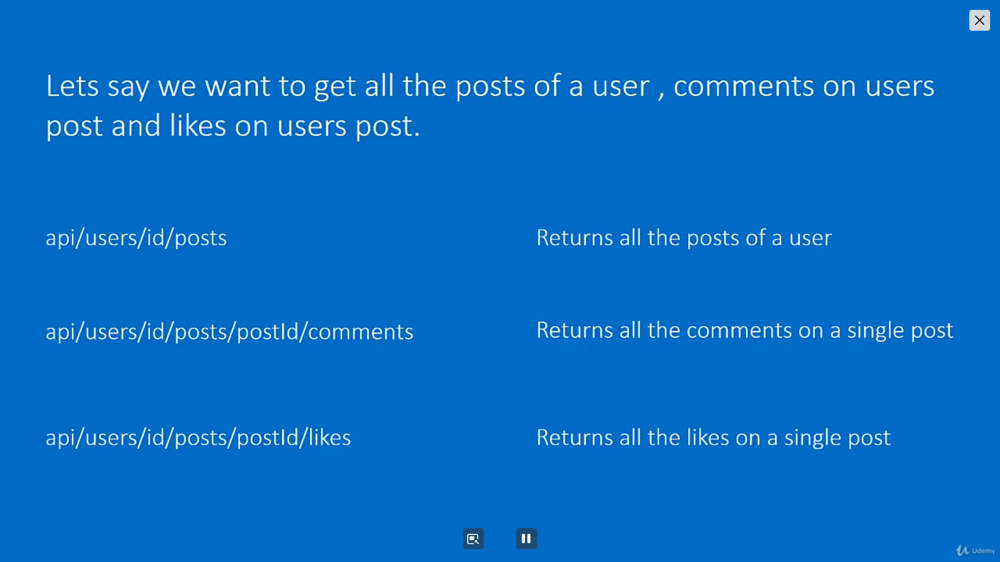 Lets say we want to get all the posts of a user , comments on users
post and likes on users post.
api/users/id/posts
Returns all the posts of a user
api/users/id/posts/postId/comments
Returns all the comments on a single post
api/users/id/posts/postId/likes
Returns all the likes on a single post
Udemy